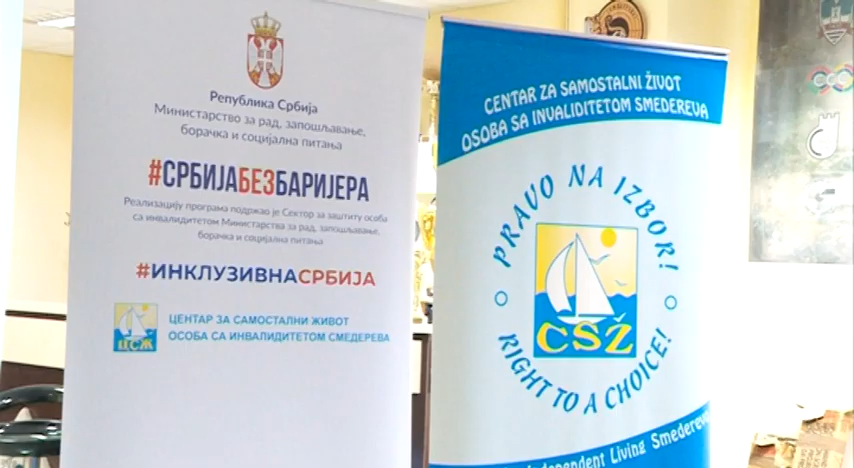 Република Србија
Министарство за рад, запошљавање,
борачка и социјална питања
#СРБИЈАБЕЗБАРИЈЕРА
Реализацију програма подржао је Сектор за заштиту особа
са инвалидитетом Министарства за рад, запошљавање,
борачка и социјална питања
#ИНКЛУЗИВНАСРБИЈА
ЦСЖ
ЦЕНТАР ЗА САМОСТАЛНИ ЖИВОТ
ОСОБА СА ИНВАЛИДИТЕТОМ СМЕДЕРЕВА
CENTAR ZA SAMOSTALNI ŽIVOT
OSOBA SA INVALIDITETOM SMEDEREVA
PRAVO NA IZBOR!
CSŽ
RIGHT TO A CHOICE!
Independent Living Smederevo